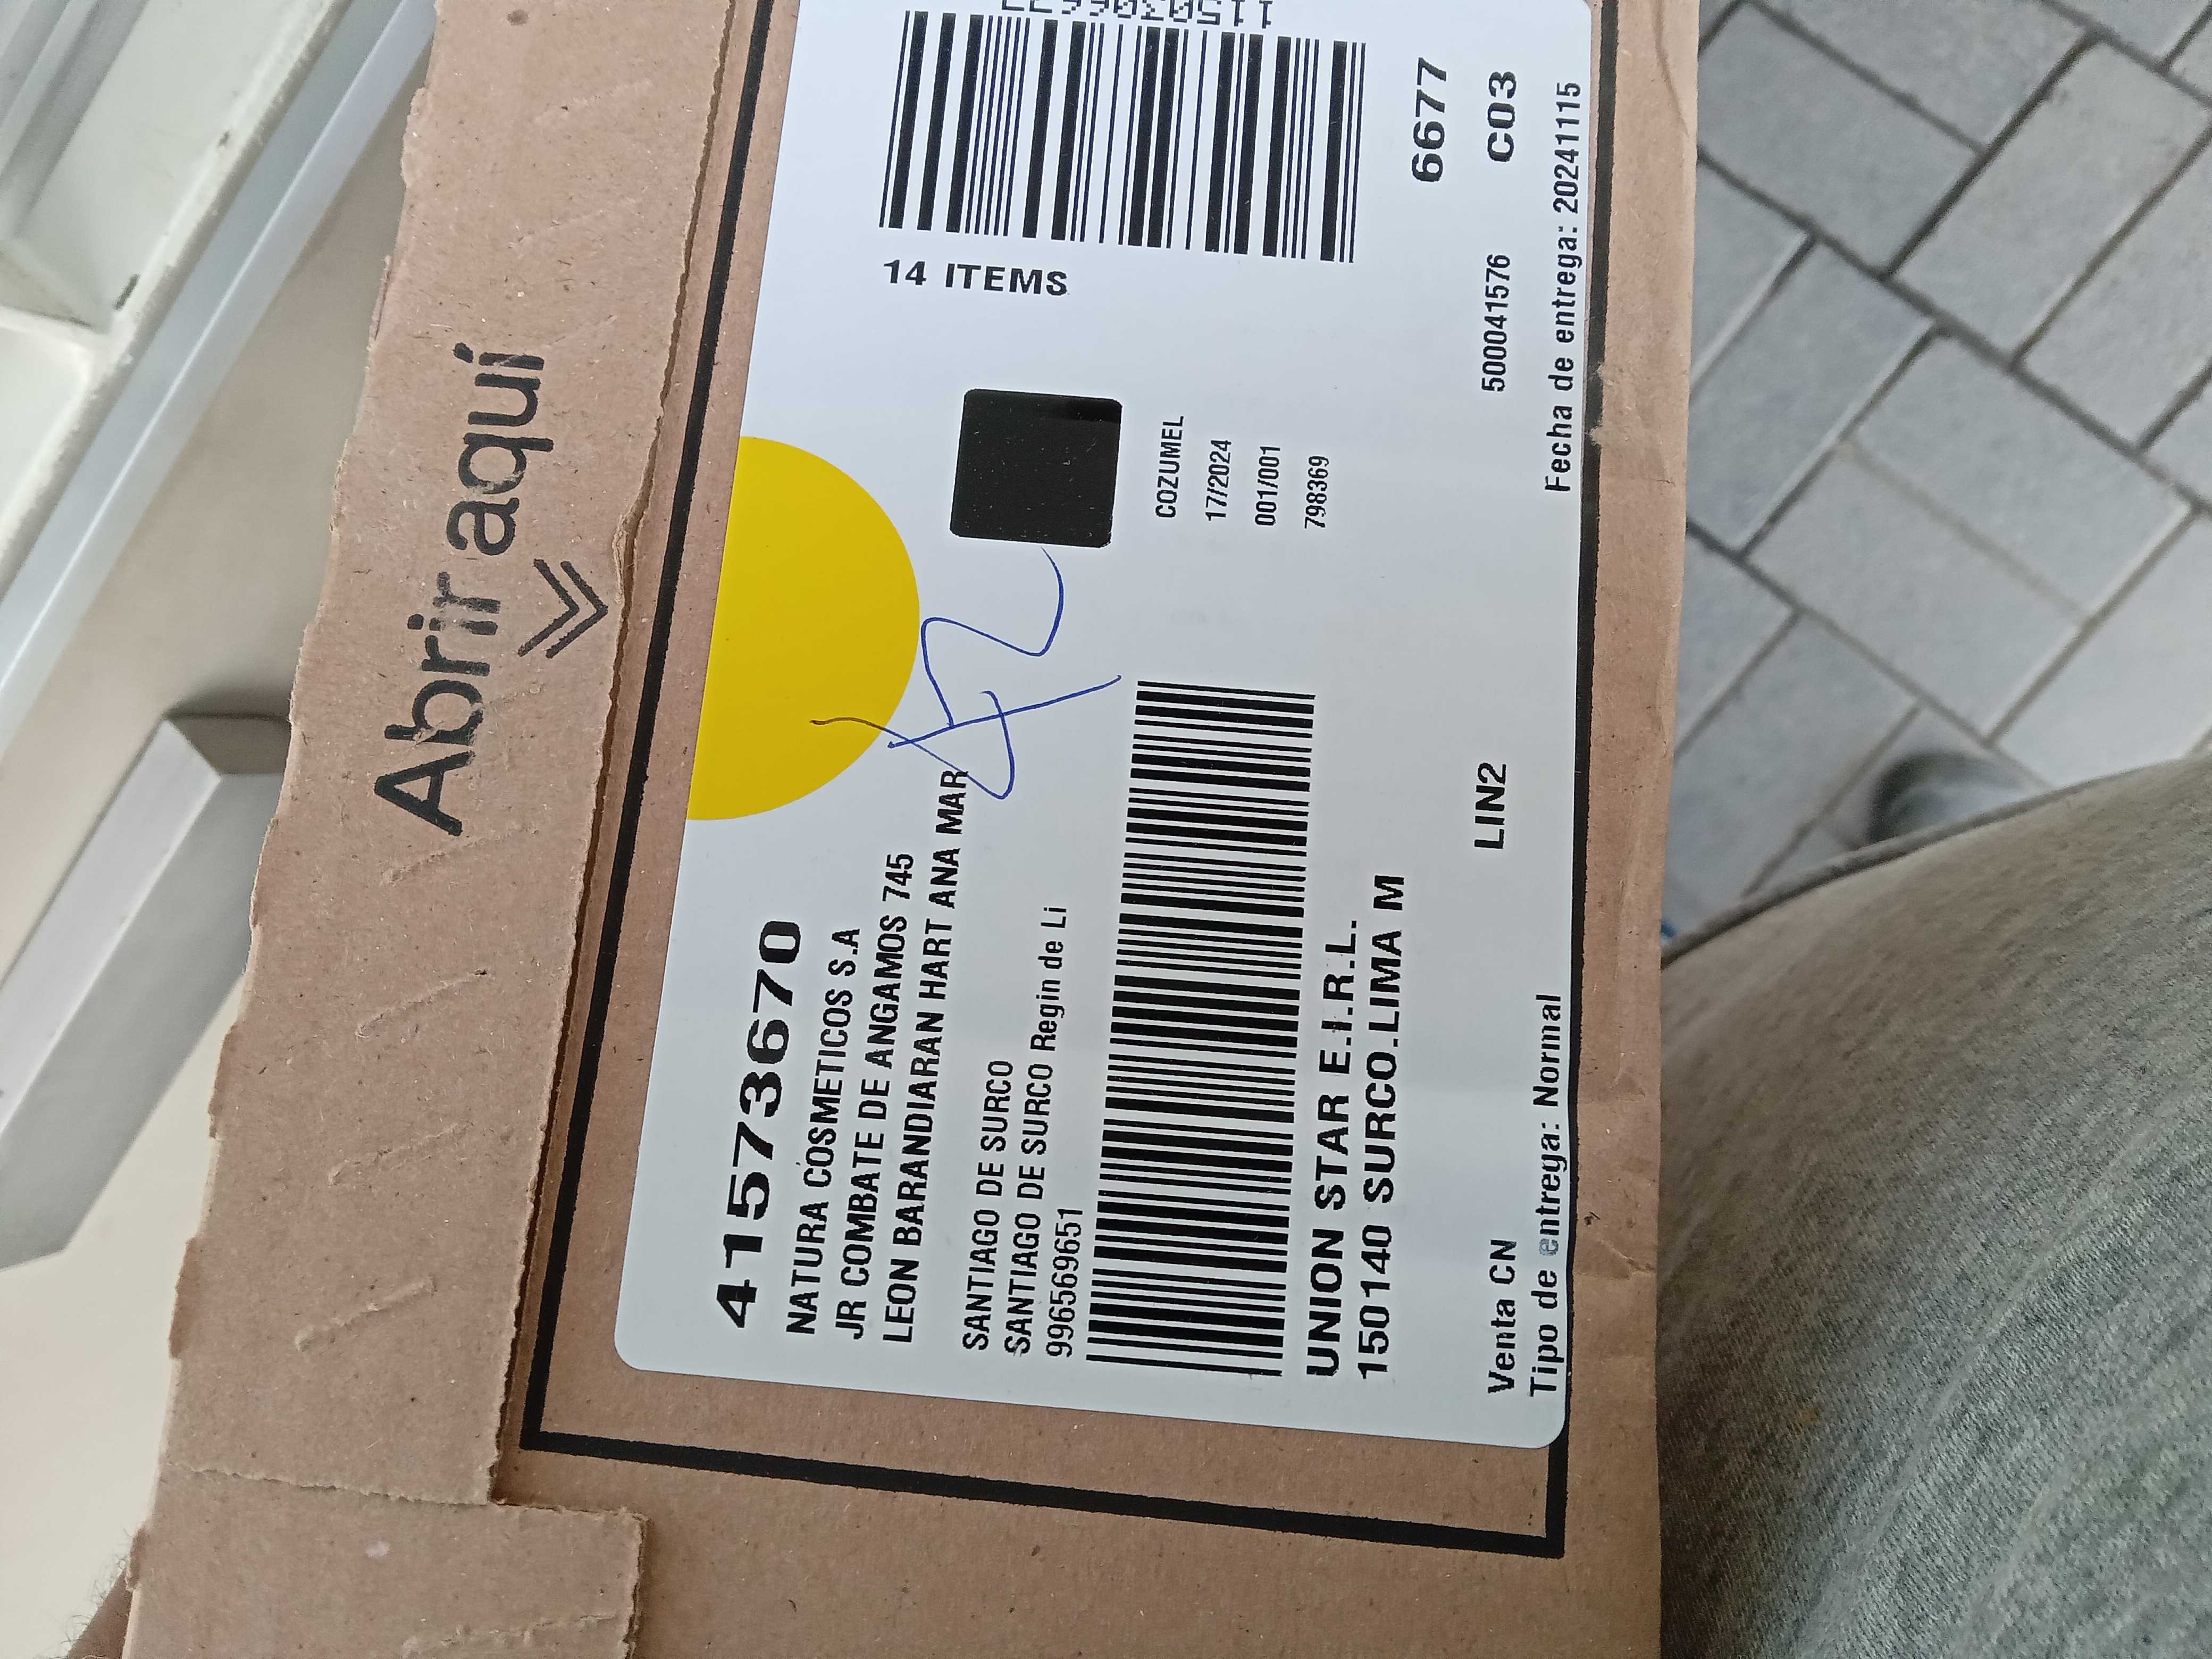 Abrir aquí
41573670
NATURA COSMETICOS S.A
JR COMBATE DE ANGAMOS 745
LEON BARANDIARAN HART ANA MAR
SANTIAGO DE SURCO
SANTIAGO DE SURCO Regin de Li
996569651
UNION STAR E.I.R.L.
150140 SURCO.LIMA M
Venta CN
LIN2
Tipo de entrega: Normal
COZUMEL
17/2024
001/001
798369
14 ITEMS
6677
500041576
C03
Fecha de entrega: 20241115